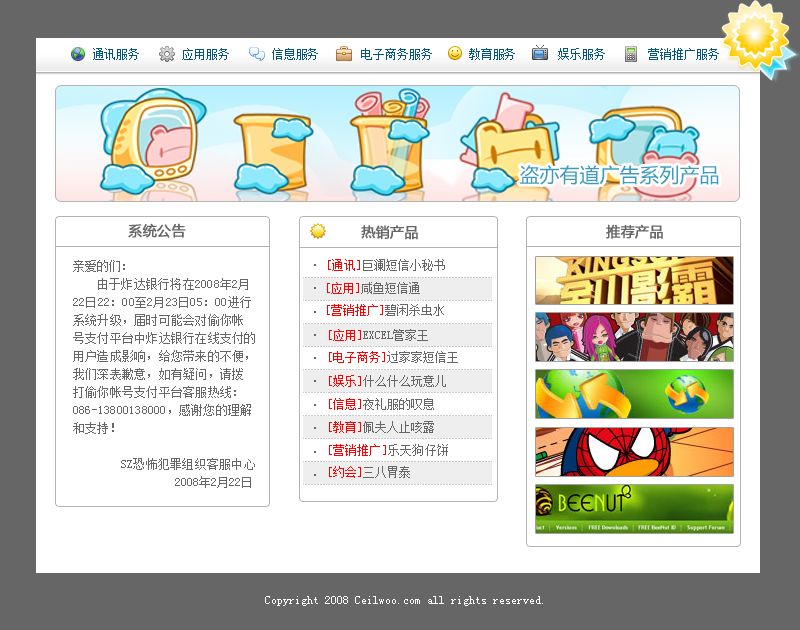 通讯服务 应用服务 信息服务 电子商务服务 教育服务 娱乐服务 营销推广服务
盗亦有道广告系列产品
系统公告
亲爱的们：
由于炸达银行将在2008年2月
22日22：00至2月23日05：00进行
系统升级，届时可能会对偷你帐
号支付平台中炸达银行在线支付的
用户造成影响，给您带来的不便，
我们深表歉意，如有疑问，请拨
打偷你帐号支付平台客服热线：
086-13800138000，感谢您的理解
和支持！
SZ恐怖犯罪组织客服中心
2008年2月22日
热销产品
· [通讯]巨澜短信小秘书
· [应用]咸鱼短信通
· [营销推广]碧闲杀虫水
· [应用]EXCEL管家王
· [电子商务]过家家短信王
· [娱乐]什么什么玩意儿
· [信息]夜礼服的叹息
· [教育]佩夫人止咳露
· [营销推广]乐天狗仔饼
· [约会]三八胃泰
推荐产品
BEENUT
Versions | FREE Downloads | FREE BeeNut ID | Support Forum
Copyright 2008 Ceilwoo.com all rights reserved.